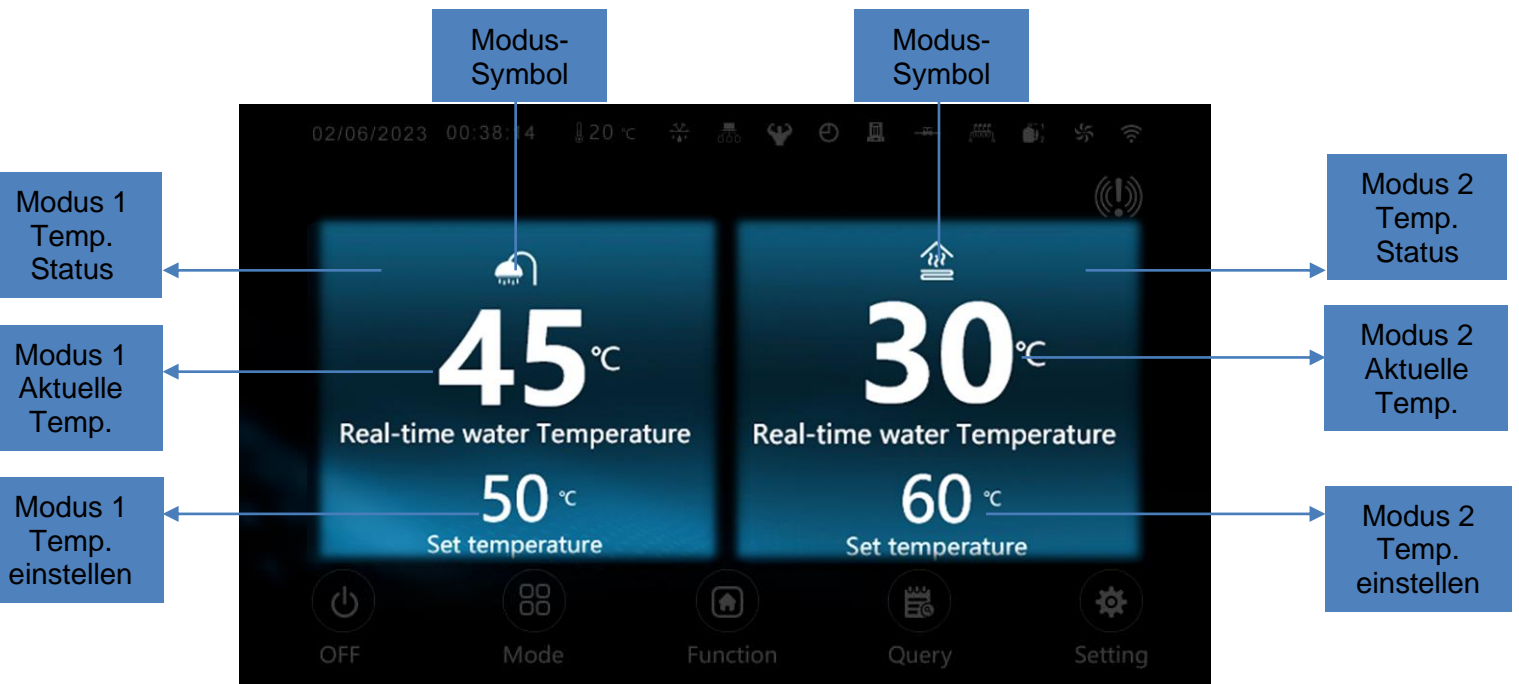 Modus-
Symbol
Modus-
Symbol
02/06/2023 00:38:14 20 ℃
Modus 1
Temp.
Status
Modus 2
Temp.
Status
45 ℃
30 ℃
Modus 1
Aktuelle
Temp.
Modus 2
Aktuelle
Temp.
Real-time water Temperature
Real-time water Temperature
50 ℃
60 ℃
Modus 1
Temp.
einstellen
Modus 2
Temp.
einstellen
Set temperature
Set temperature
OFF Mode Function Query Setting